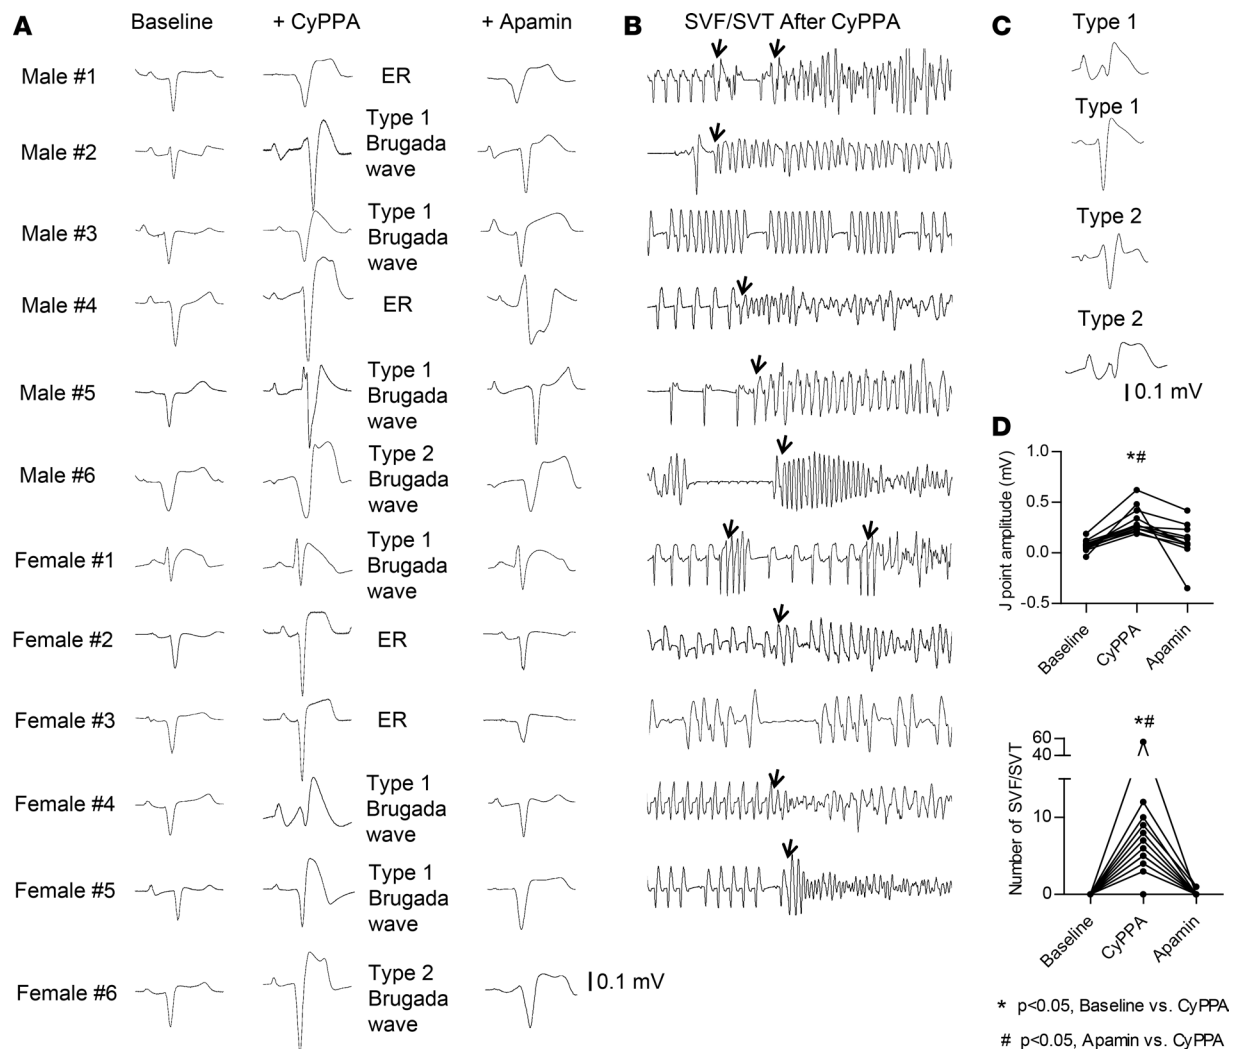 A
Baseline
+ CyPPA
+ Apamin
Male #1
ER
Male #2
Type 1
Brugada
wave
Male #3
Type 1
Brugada
wave
Male #4
ER
Male #5
Type 1
Brugada
wave
Male #6
Type 2
Brugada
wave
Female #1
Type 1
Brugada
wave
Female #2
ER
Female #3
ER
Female #4
Type 1
Brugada
wave
Female #5
Type 1
Brugada
wave
Female #6
Type 2
Brugada
wave
0.1 mV
B
SVF/SVT After CyPPA
C
Type 1
Type 1
Type 2
Type 2
0.1 mV
D
J point amplitude (mV)
1.0
0.5
0.0
-0.5
*#
Baseline
CyPPA
Apamin
Number of SVF/SVT
60
40
10
0
*#
Baseline
CyPPA
Apamin
* p<0.05, Baseline vs. CyPPA
# p<0.05, Apamin vs. CyPPA